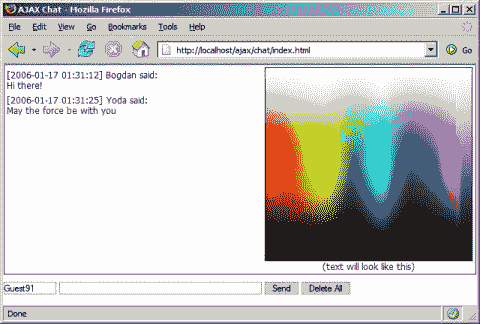 AJAX Chat - Mozilla Firefox
File Edit View Go Bookmarks Tools Help
http://localhost/ajax/chat/index.html Go
[2006-01-17 01:31:12] Bogdan said:
Hi there!
[2006-01-17 01:31:25] Yoda said:
May the force be with you
(text will look like this)
Guest91 Send Delete All
Done